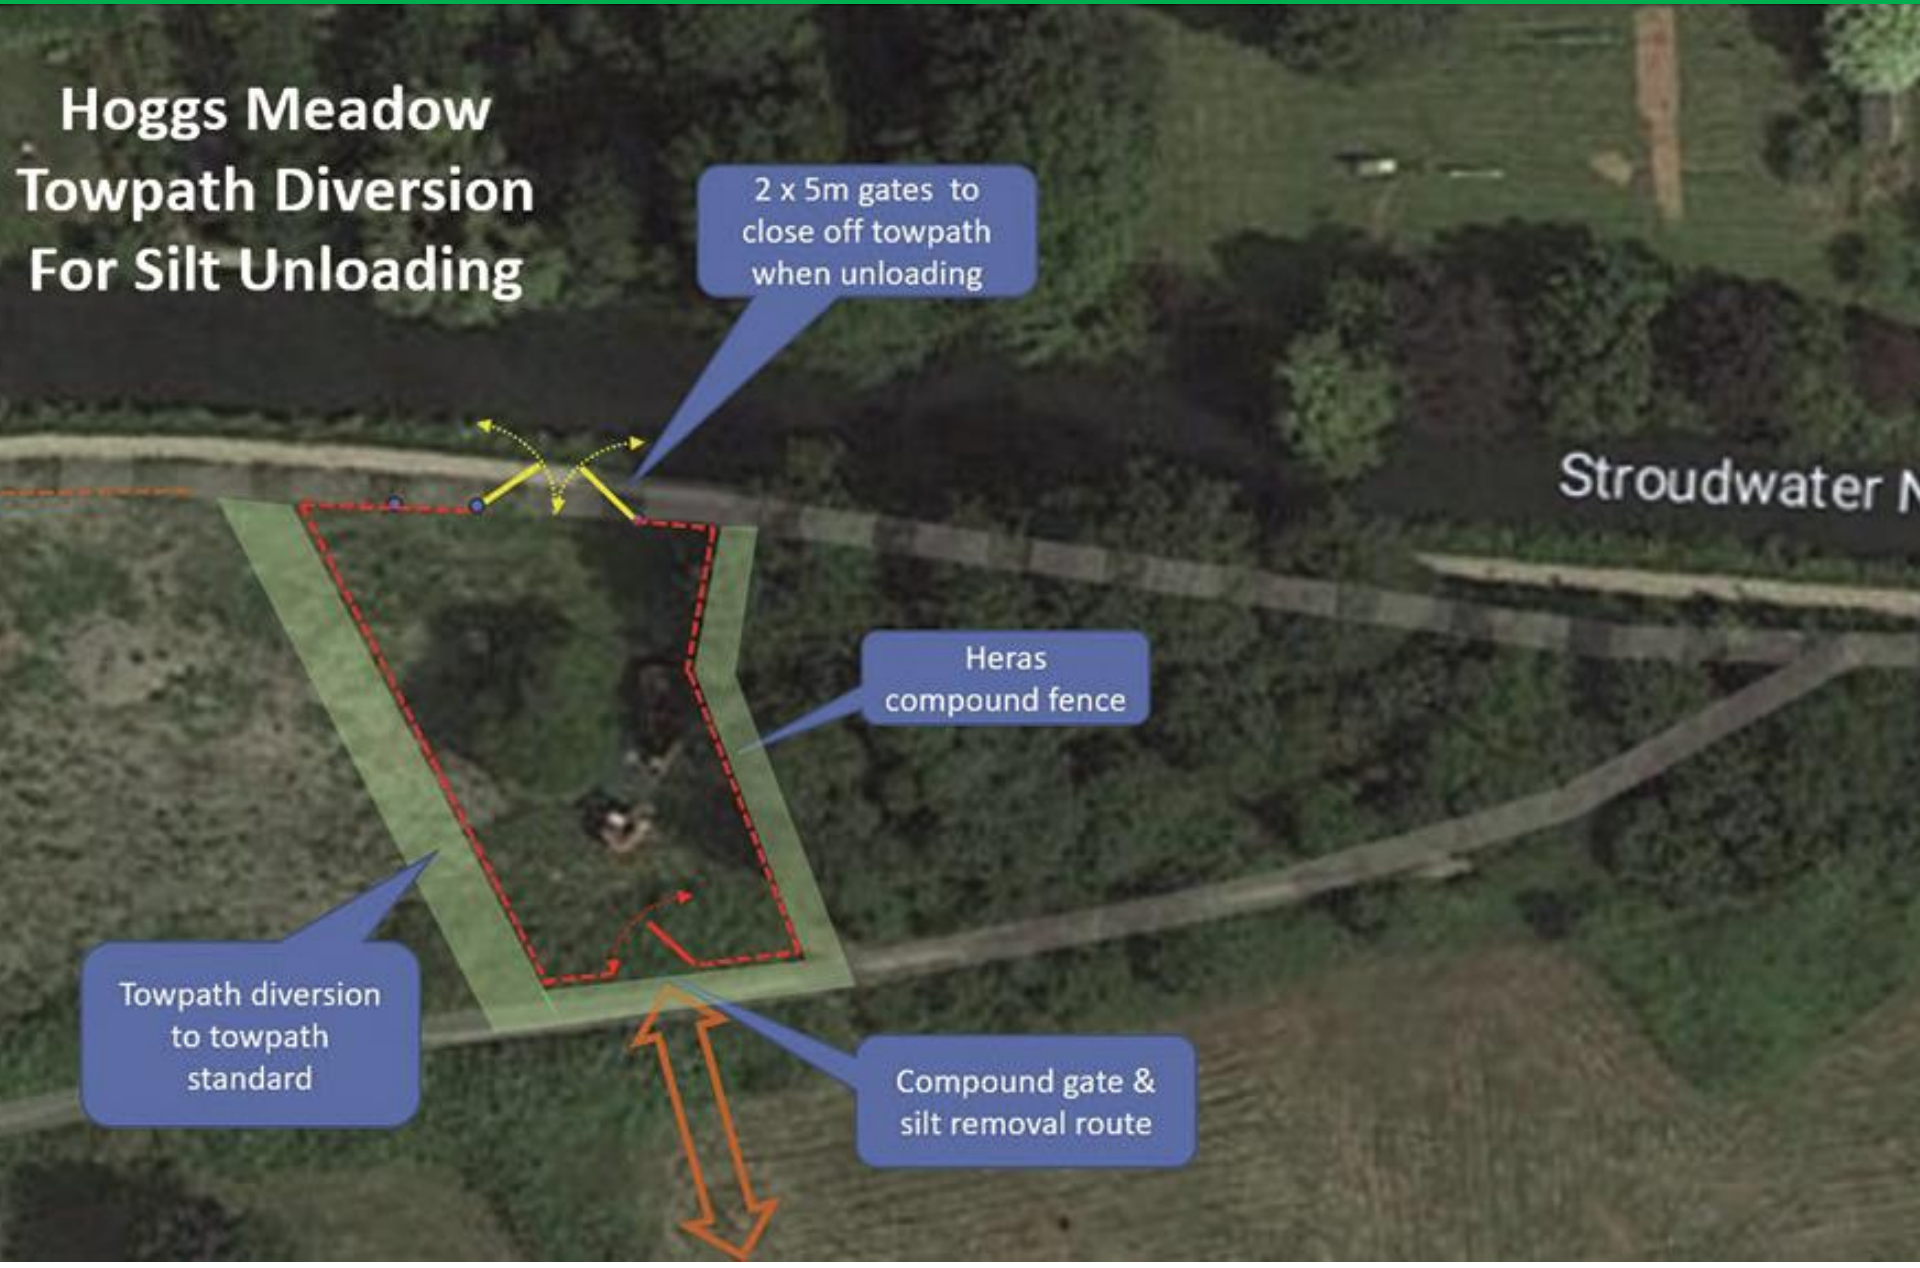 Hoggs Meadow
Towpath Diversion
For Silt Unloading
2 x 5m gates to
close off towpath
when unloading
Stroudwater N
Heras
compound fence
Towpath diversion
to towpath
standard
Compound gate &
silt removal route